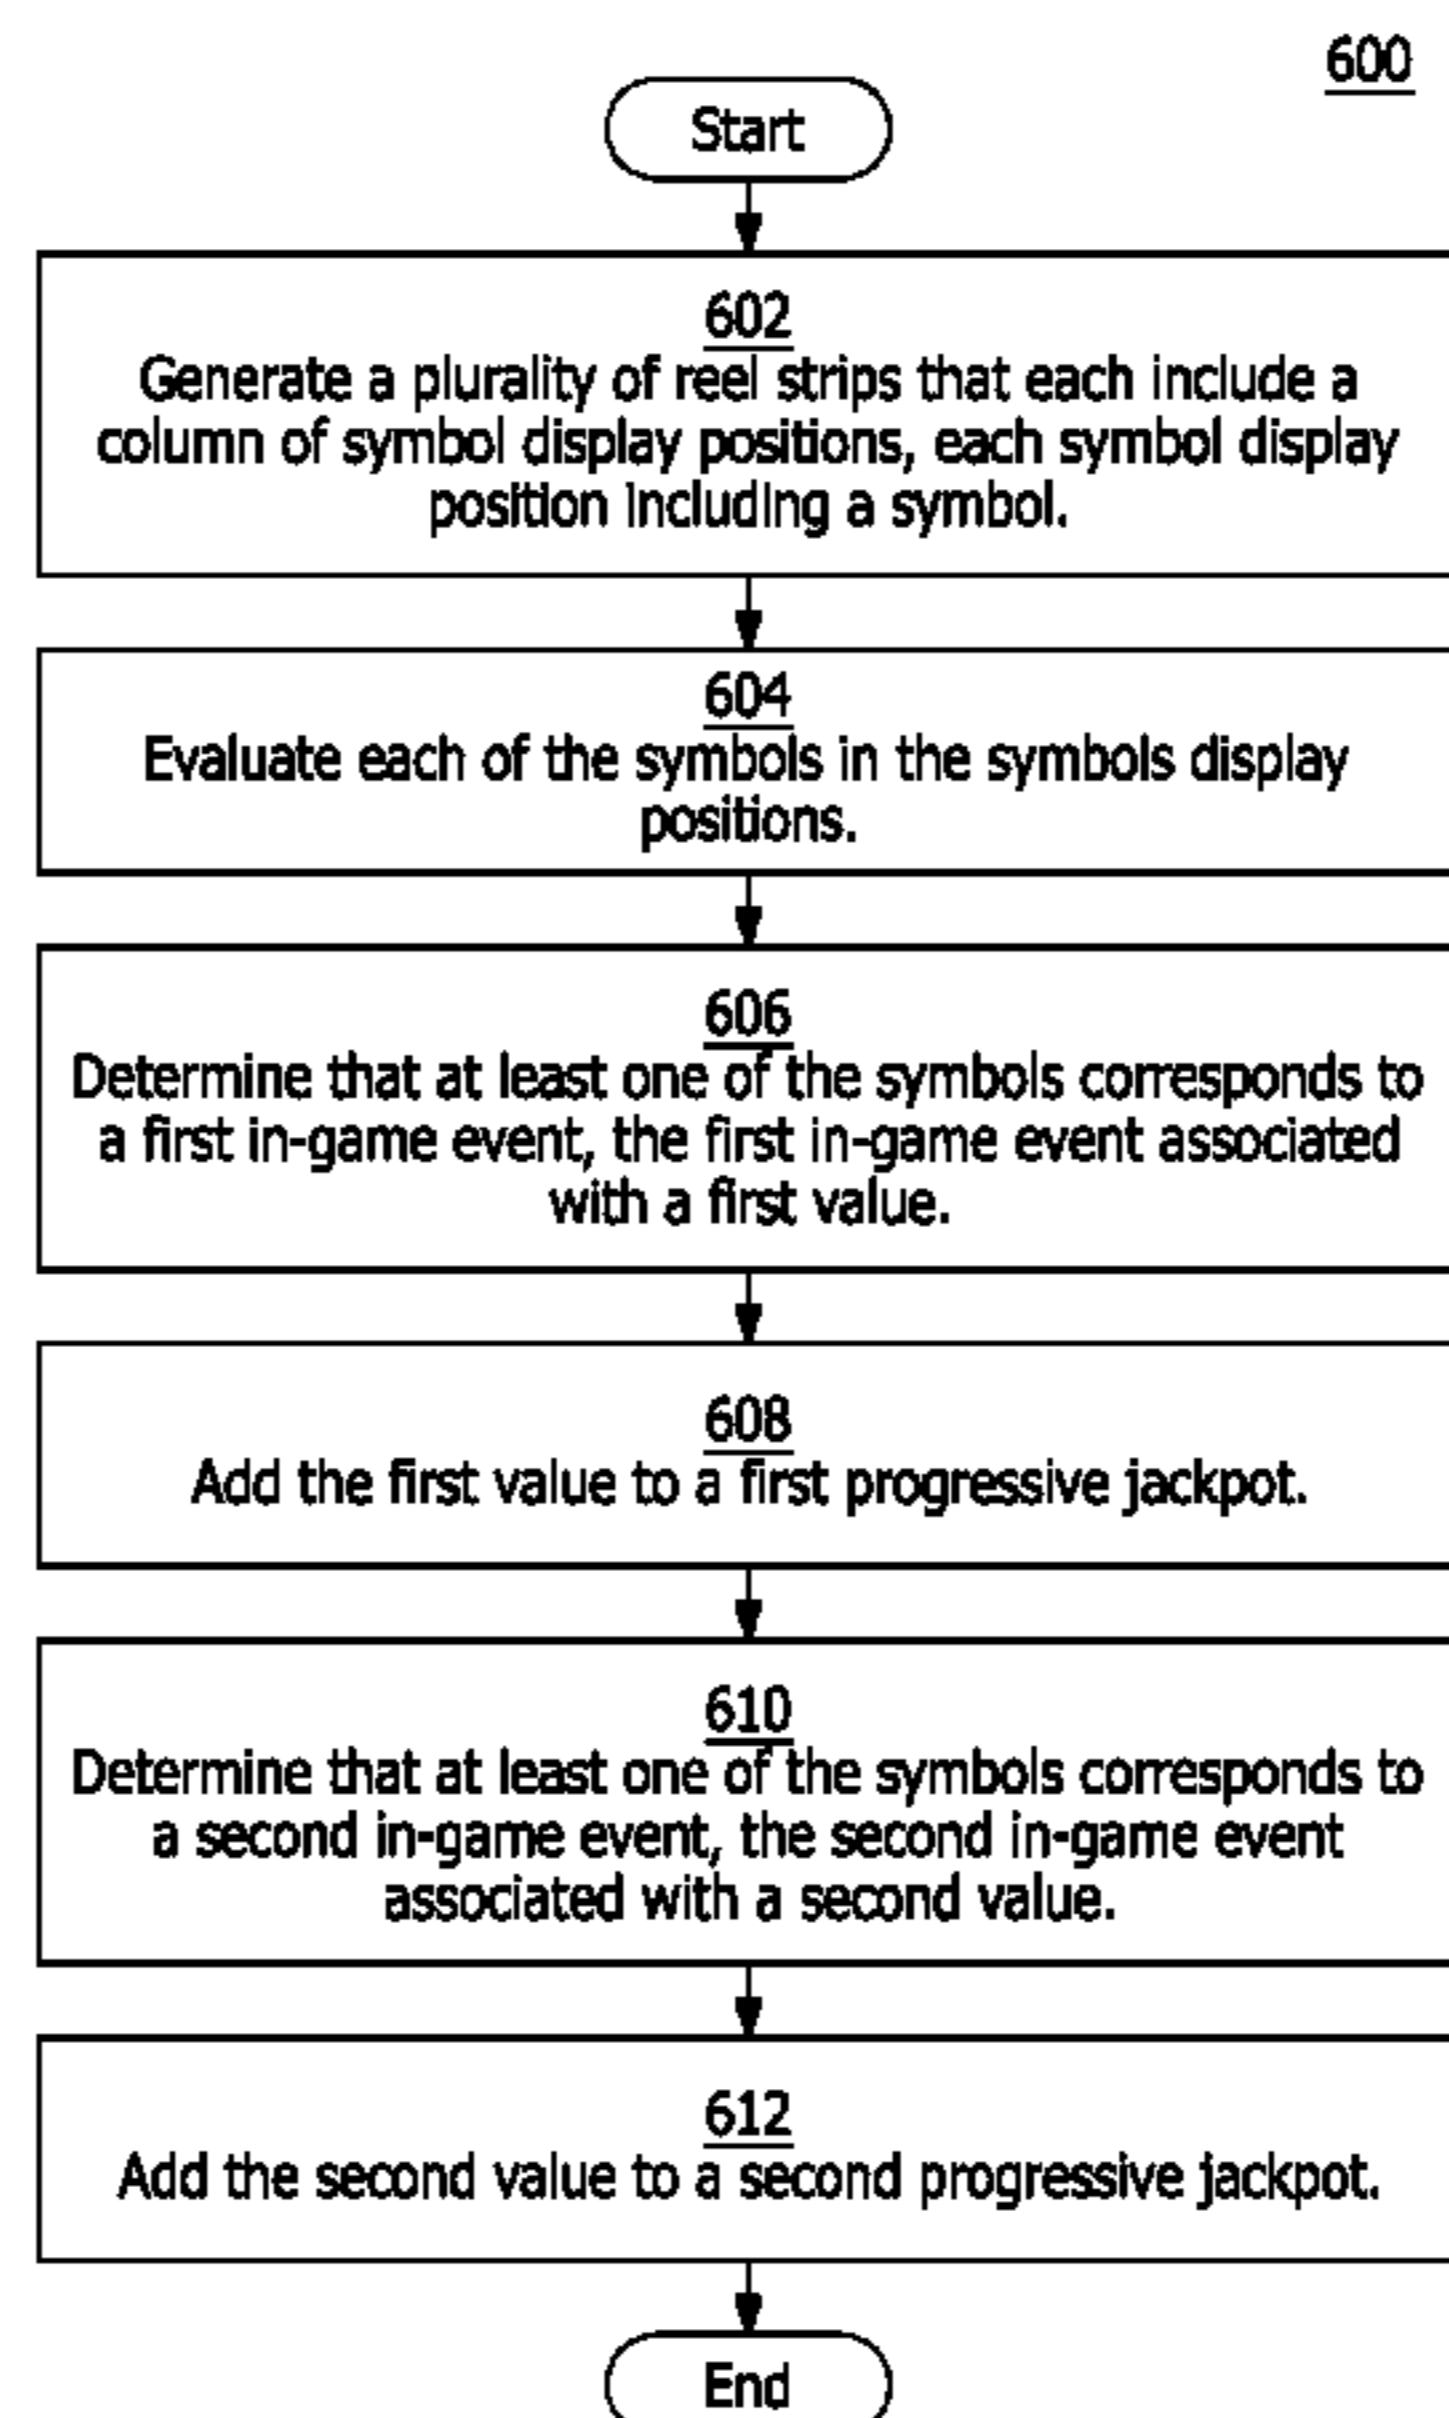 600
Start
602
Generate a plurality of reel strips that each include a
column of symbol display positions, each symbol display
position including a symbol.
604
Evaluate each of the symbols in the symbols display
positions.
606
Determine that at least one of the symbols corresponds to
a first in-game event, the first in-game event associated
with a first value.
608
Add the first value to a first progressive jackpot.
610
Determine that at least one of the symbols corresponds to
a second in-game event, the second in-game event
associated with a second value.
612
Add the second value to a second progressive jackpot.
End